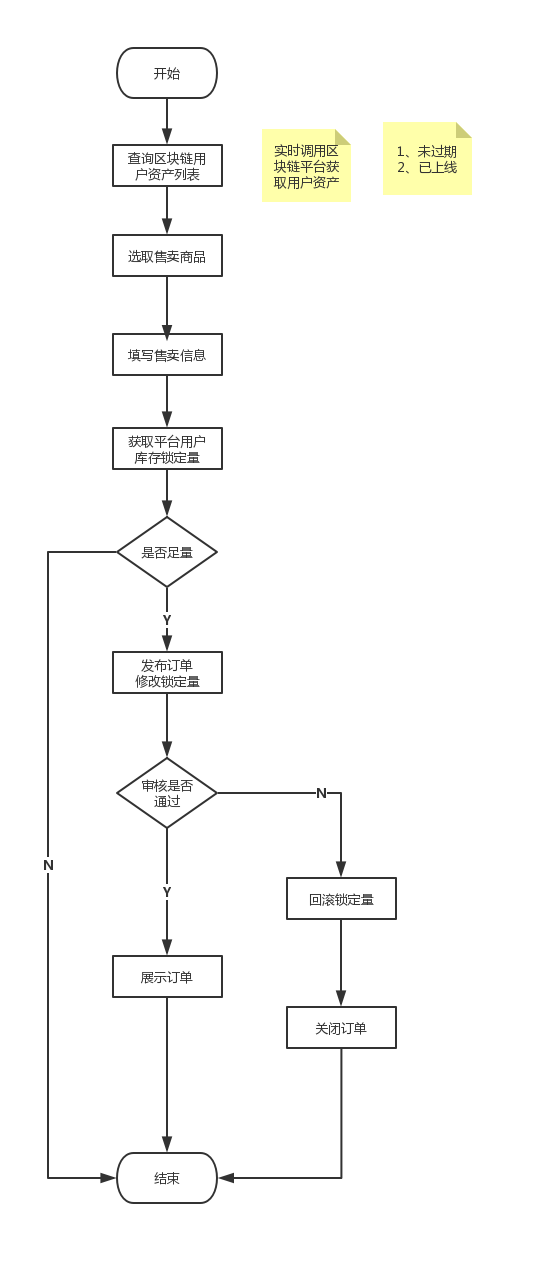 开始
查询区块链用
户资产列表
实时调用区
块链平台获
取用户资产
1、未过期
2、已上线
选取售卖商品
填写售卖信息
获取平台用户
库存锁定量
是否足量
Y
发布订单
修改锁定量
审核是否
通过
N
N
Y
回滚锁定量
展示订单
关闭订单
结束